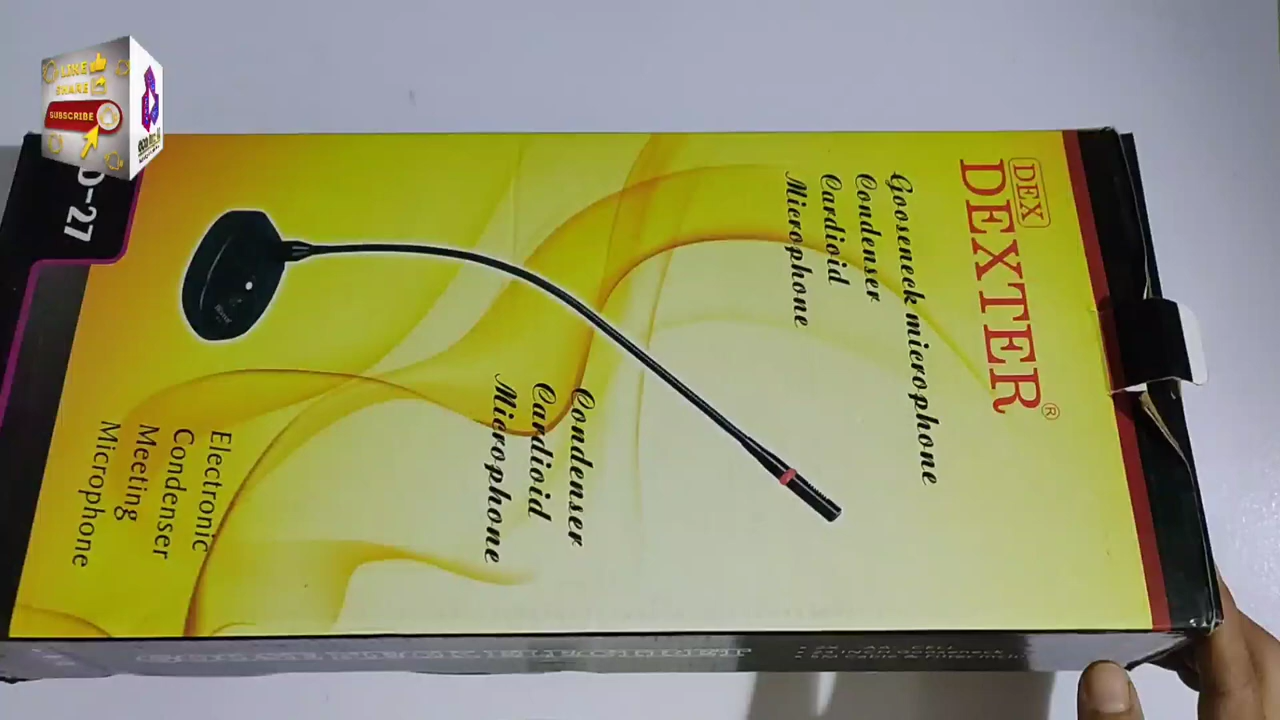 LIKE
SHARE
SUBSCRIBE
DEX
DEXTER®
Gooseneck microphone
Condenser
Cardioid
Microphone
Condenser
Cardioid
Microphone
Electronic
Condenser
Meeting
Microphone
-27